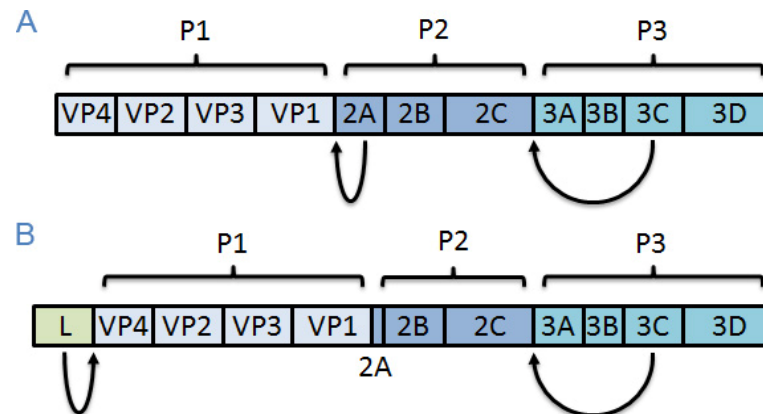 A
P1 P2 P3
VP4 VP2 VP3 VP1 2A 2B 2C 3A 3B 3C 3D
B
P1 P2 P3
L VP4 VP2 VP3 VP1 2B 2C 3A 3B 3C 3D
2A